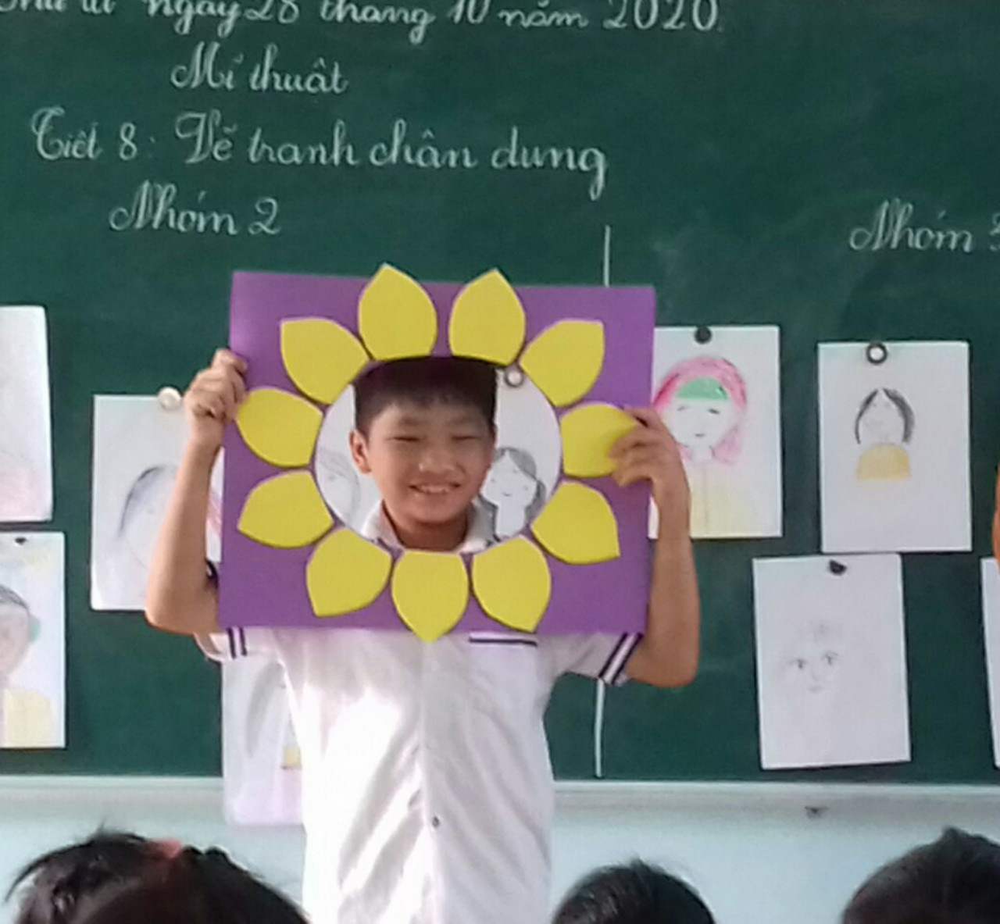 ngày 28 tháng 10 năm 2020
Mĩ thuật
Tiết 8: Vẽ tranh chân dung
Nhóm 2
Nhóm